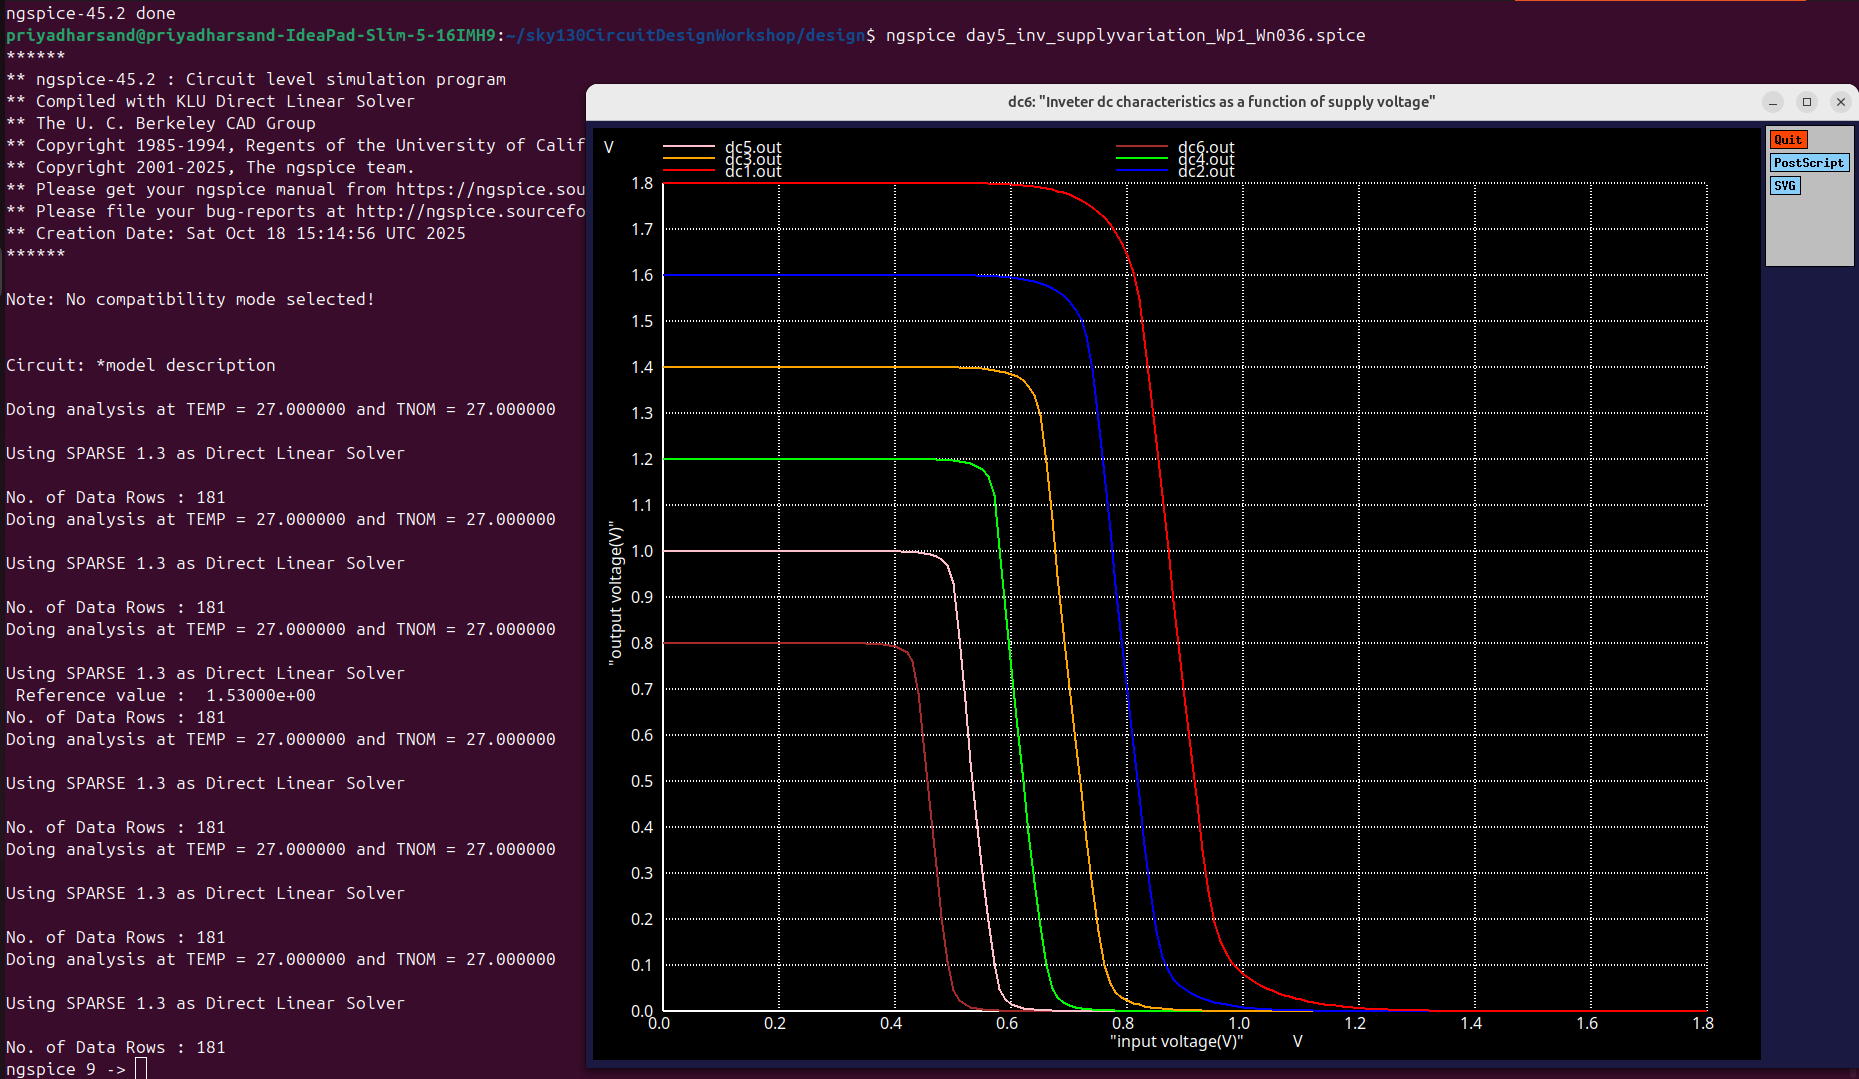 ngspice-45.2 done
priyadharsand@priyadharsand-IdeaPad-Slim-5-16IMH9:~/sky130CircuitDesignWorkshop/design$ ngspice day5_inv_supplyvariation_Wp1_Wn036.spice
******
** ngspice-45.2 : Circuit level simulation program
** Compiled with KLU Direct Linear Solver
** The U. C. Berkeley CAD Group
** Copyright 1985-1994, Regents of the University of Calif
** Copyright 2001-2025, The ngspice team.
** Please get your ngspice manual from https://ngspice.sou
** Please file your bug-reports at http://ngspice.sourcefo
** Creation Date: Sat Oct 18 15:14:56 UTC 2025
******
Note: No compatibility mode selected!
Circuit: *model description
Doing analysis at TEMP = 27.000000 and TNOM = 27.000000
Using SPARSE 1.3 as Direct Linear Solver
No. of Data Rows : 181
Doing analysis at TEMP = 27.000000 and TNOM = 27.000000
Using SPARSE 1.3 as Direct Linear Solver
No. of Data Rows : 181
Doing analysis at TEMP = 27.000000 and TNOM = 27.000000
Using SPARSE 1.3 as Direct Linear Solver
Reference value :  1.53000e+00
No. of Data Rows : 181
Doing analysis at TEMP = 27.000000 and TNOM = 27.000000
Using SPARSE 1.3 as Direct Linear Solver
No. of Data Rows : 181
Doing analysis at TEMP = 27.000000 and TNOM = 27.000000
Using SPARSE 1.3 as Direct Linear Solver
No. of Data Rows : 181
Doing analysis at TEMP = 27.000000 and TNOM = 27.000000
Using SPARSE 1.3 as Direct Linear Solver
No. of Data Rows : 181
ngspice 9 ->
dc6: "Inveter dc characteristics as a function of supply voltage"
Quit
PostScript
SVG
V
dc5.out
dc6.out
dc3.out
dc4.out
dc1.out
dc2.out
1.8
1.7
1.6
1.5
1.4
1.3
1.2
1.1
1.0
0.9
0.8
0.7
0.6
0.5
0.4
0.3
0.2
0.1
0.0
"output voltage(V)"
0.0 0.2 0.4 0.6 0.8 1.0 1.2 1.4 1.6 1.8
"input voltage(V)" V